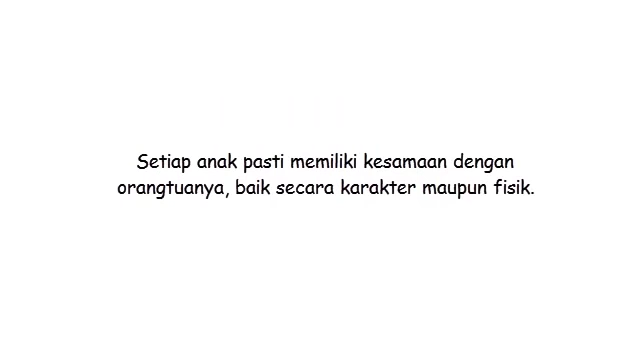 Setiap anak pasti memiliki kesamaan dengan
orangtuanya, baik secara karakter maupun fisik.